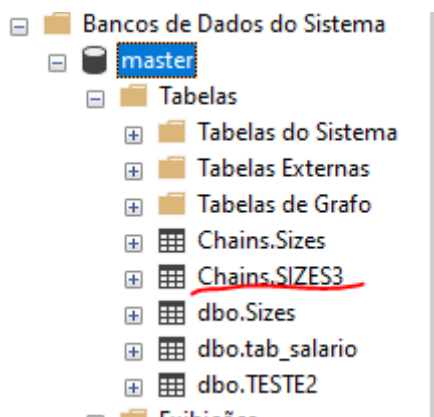 Bancos de Dados do Sistema
master
Tabelas
Tabelas do Sistema
Tabelas Externas
Tabelas de Grafo
Chains.Sizes
Chains.SIZES3
dbo.Sizes
dbo.tab_salario
dbo.TESTE2